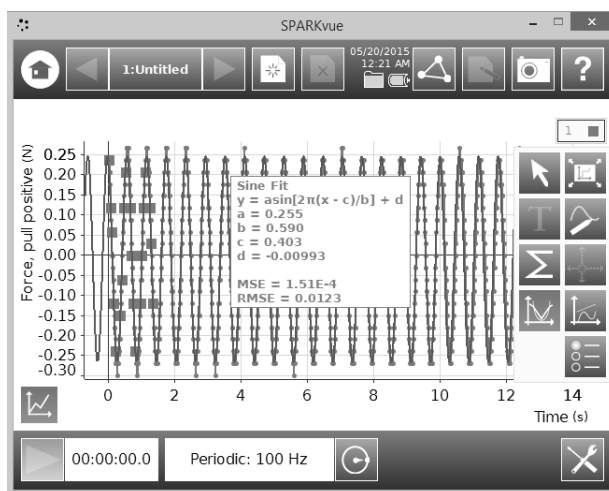 SPARKvue
1:Untitled
05/20/2015
12:21 AM
?
1
Force, pull positive (N)
0.25
0.20
0.15
0.10
0.05
0.00
-0.05
-0.10
-0.15
-0.20
-0.25
-0.30
Sine Fit
y = asin[2π(x - c)/b] + d
a = 0.255
b = 0.590
c = 0.403
d = -0.00993
MSE = 1.51E-4
RMSE = 0.0123
T
Σ
0 2 4 6 8 10 12 14
Time (s)
00:00:00.0
Periodic: 100 Hz